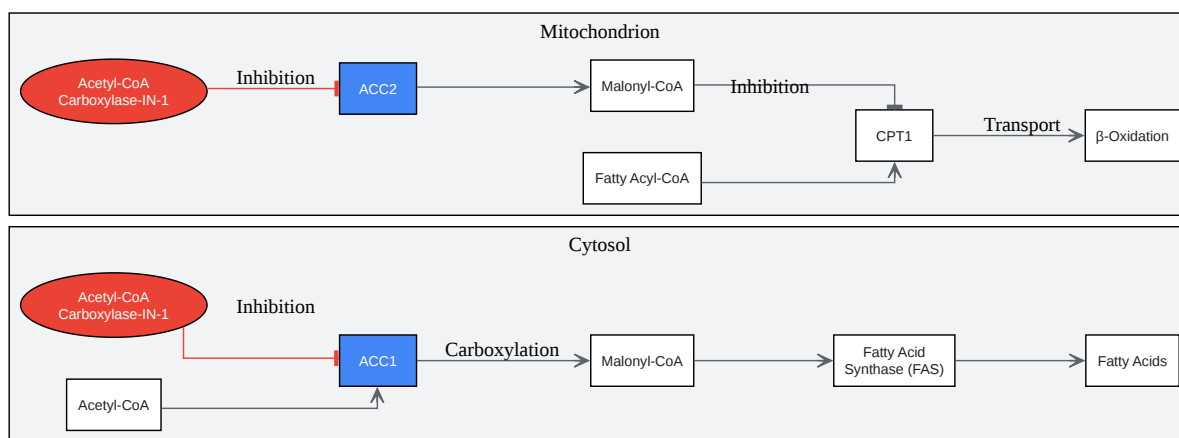 Mitochondrion
Acetyl-CoA
Carboxylase-IN-1
Inhibition
ACC2
Malonyl-CoA
Inhibition
CPT1
Transport
β-Oxidation
Fatty Acyl-CoA
Cytosol
Acetyl-CoA
Carboxylase-IN-1
Inhibition
ACC1
Carboxylation
Malonyl-CoA
Fatty Acid
Synthase (FAS)
Fatty Acids
Acetyl-CoA